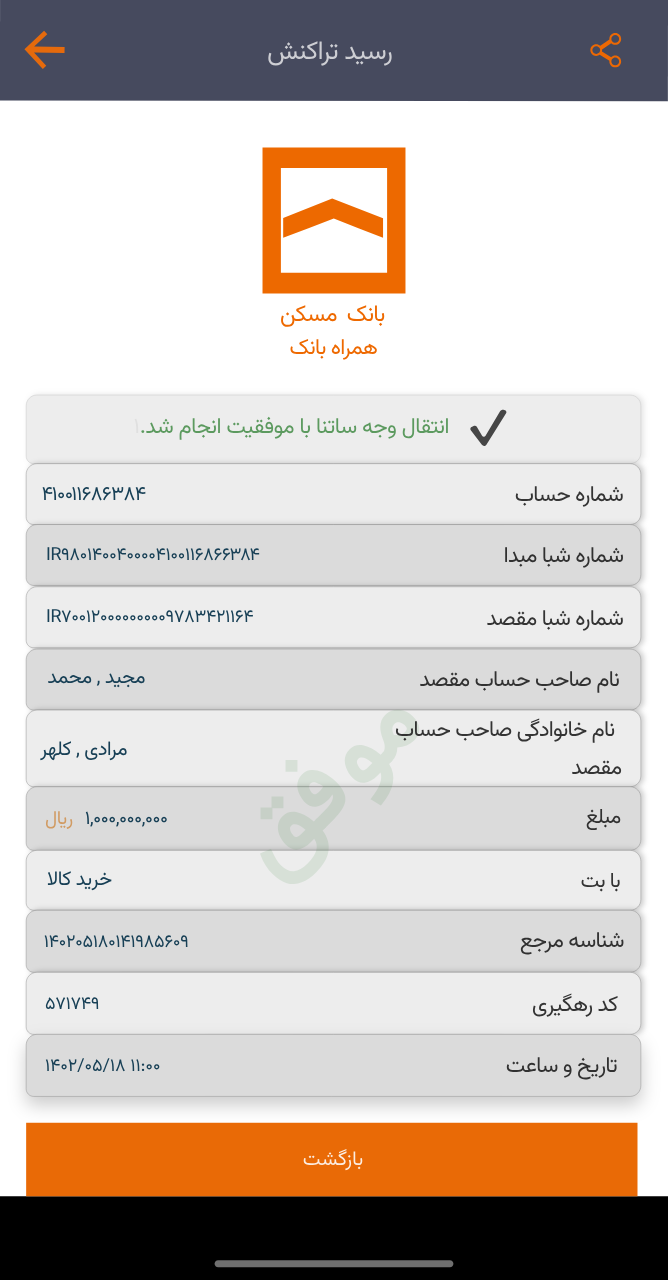 رسید تراکنش
بانک مسکن
همراه بانک
انتقال وجه ساتنا با موفقیت انجام شد.
شماره حساب ۴۱۰۰۱۱۶۸۶۳۸۴
شماره شبا مبدا IR۹۸۰۱۴۰۰۴۰۰۰۰۴۱۰۰۱۱۶۸۶۶۳۸۴
شماره شبا مقصد IR۷۰۰۱۲۰۰۰۰۰۰۰۰۹۷۸۳۴۲۱۱۶۴
نام صاحب حساب مقصد مجید , محمد
نام خانوادگی صاحب حساب
مقصد مرادی , کلهر
مبلغ ۱,۰۰۰,۰۰۰,۰۰۰ ریال
با بت خرید کالا
شناسه مرجع ۱۴۰۲۰۵۱۸۰۱۴۱۹۸۵۶۰۹
کد رهگیری ۵۷۱۷۴۹
تاریخ و ساعت ۱۴۰۲/۰۵/۱۸ ۱۱:۰۰
موفق
بازگشت